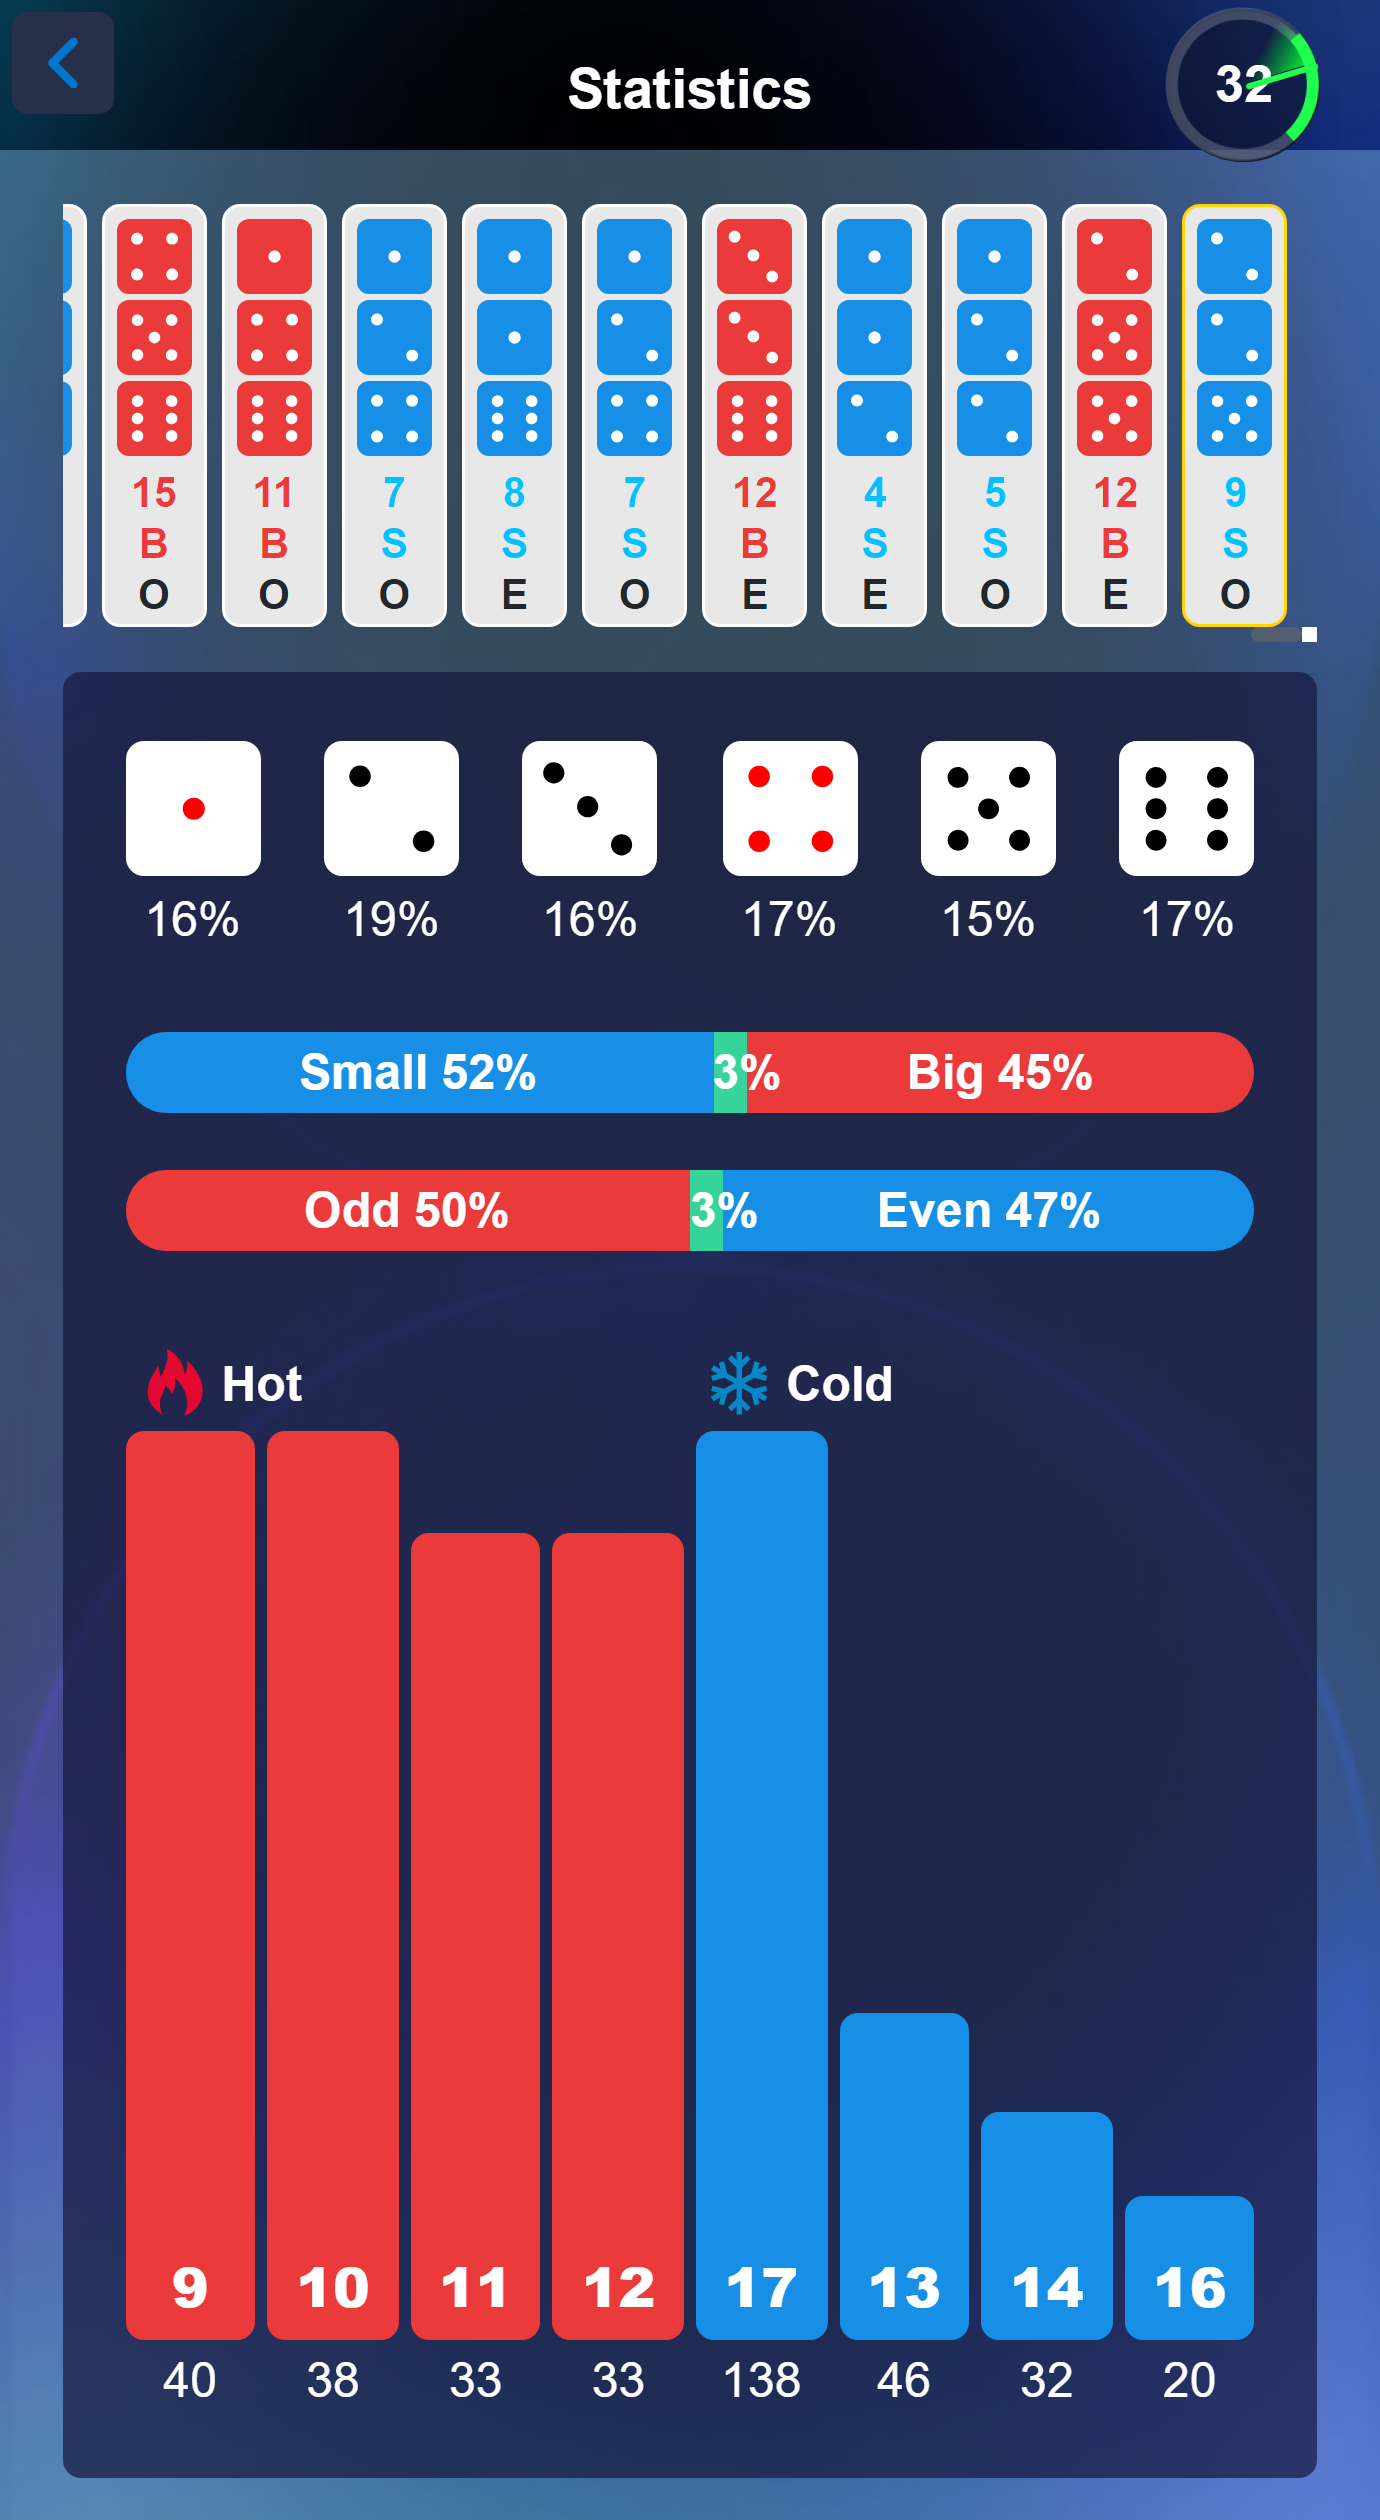 Statistics
32
15 11 7 8 7 12 4 5 12 9
B B S S S B S S B S
O O O E O E E O E O
16% 19% 16% 17% 15% 17%
Small 52% 3% Big 45%
Odd 50% 3% Even 47%
Hot Cold
9 10 11 12 17 13 14 16
40 38 33 33 138 46 32 20